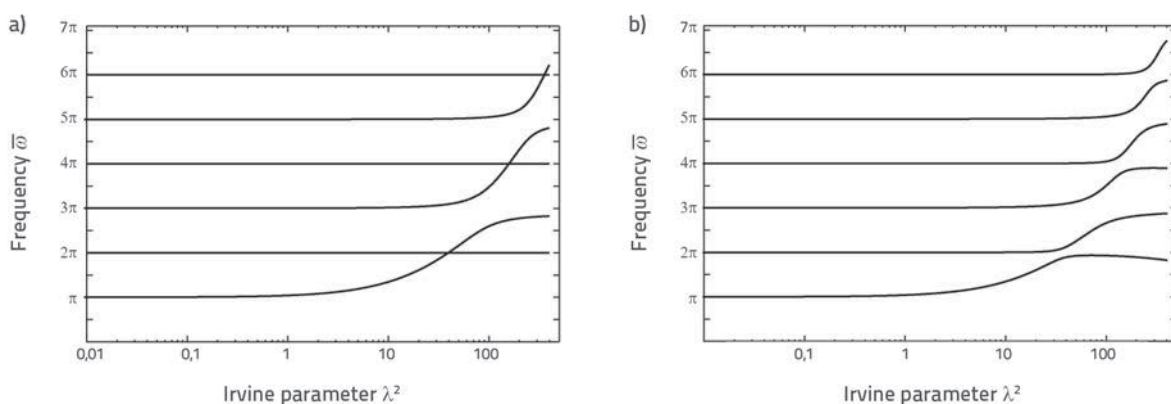 a)
7π
6π
5π
4π
3π
2π
π
Frequency ω̅
0,01 0,1 1 10 100
Irvine parameter λ²
b)
7π
6π
5π
4π
3π
2π
π
Frequency ω̅
0,1 1 10 100
Irvine parameter λ²